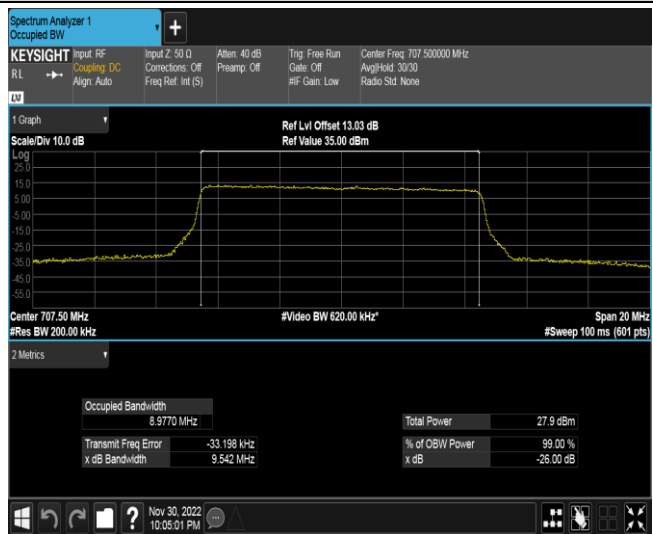 Spectrum Analyzer 1
Occupied BW
+
KEYSIGHT
RL
LXI
Input: RF
Coupling: DC
Align: Auto
Input Z: 50 Ω
Corrections: Off
Freq Ref: Int (S)
Atten: 40 dB
Preamp: Off
Trig: Free Run
Gate: Off
#IF Gain: Low
Center Freq: 707.500000 MHz
Avg|Hold: 30/30
Radio Std: None
1 Graph
Scale/Div 10.0 dB
Ref Lvl Offset 13.03 dB
Ref Value 35.00 dBm
Log
25.0
15.0
5.00
-5.00
-15.0
-25.0
-35.0
-45.0
-55.0
Center 707.50 MHz
#Video BW 620.00 kHz*
Span 20 MHz
#Res BW 200.00 kHz
#Sweep 100 ms (601 pts)
2 Metrics
Occupied Bandwidth
8.9770 MHz
Total Power 27.9 dBm
Transmit Freq Error -33.198 kHz
% of OBW Power 99.00 %
x dB Bandwidth 9.542 MHz
x dB -26.00 dB
?
Nov 30, 2022
10:05:01 PM